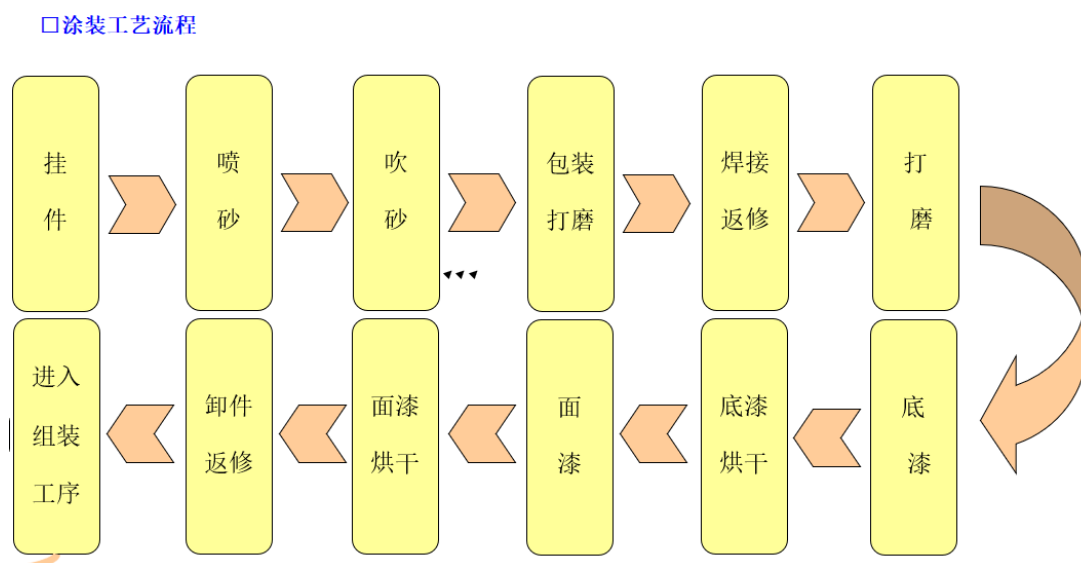 □涂装工艺流程
挂
件
喷
砂
吹
砂
包装
打磨
焊接
返修
打
磨
底
漆
底漆
烘干
面
漆
面漆
烘干
卸件
返修
进入
组装
工序